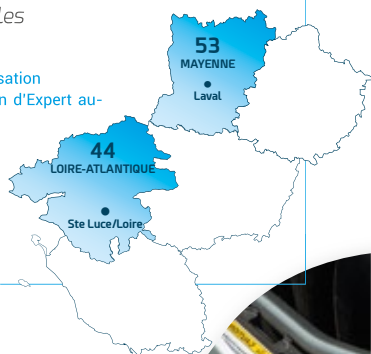 les
sation
n d'Expert au-
53
MAYENNE
Laval
44
LOIRE-ATLANTIQUE
Ste Luce/Loire